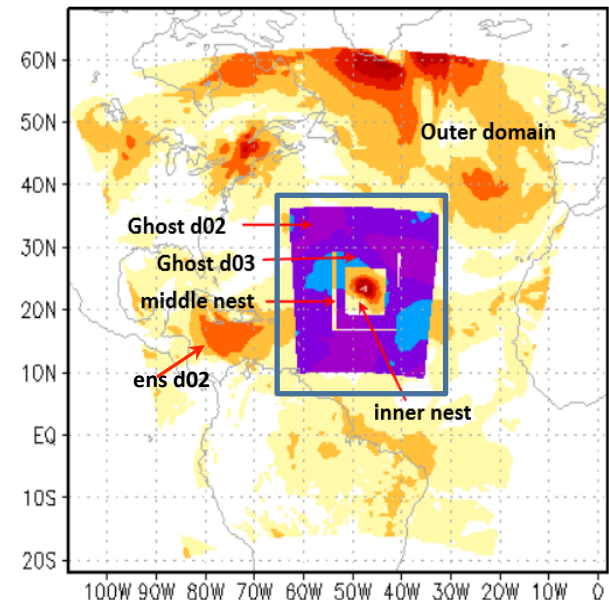 60N
50N
Outer domain
40N
Ghost d02
30N
Ghost d03
middle nest
20N
ens d02
10N
inner nest
EQ
10S
20S
100W 90W 80W 70W 60W 50W 40W 30W 20W 10W 0